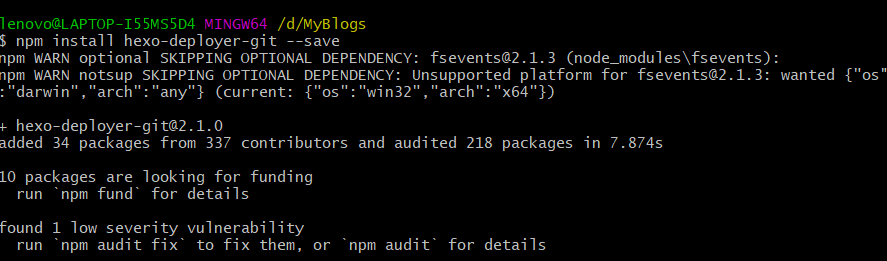 lenovo@LAPTOP-I55MS5D4 MINGW64 /d/MyBlogs
$ npm install hexo-deployer-git --save
npm WARN optional SKIPPING OPTIONAL DEPENDENCY: fsevents@2.1.3 (node_modules\fsevents):
npm WARN notsup SKIPPING OPTIONAL DEPENDENCY: Unsupported platform for fsevents@2.1.3: wanted {"os"
:"darwin","arch":"any"} (current: {"os":"win32","arch":"x64"})
+ hexo-deployer-git@2.1.0
added 34 packages from 337 contributors and audited 218 packages in 7.874s
10 packages are looking for funding
run `npm fund` for details
found 1 low severity vulnerability
run `npm audit fix` to fix them, or `npm audit` for details